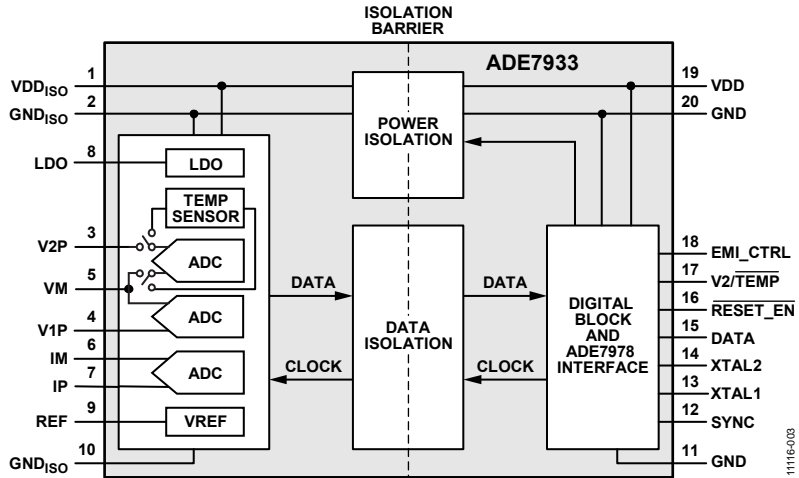 ISOLATION
BARRIER
ADE7933
1
VDDISO
2
GNDISO
8
LDO
3
V2P
5
VM
4
V1P
6
IM
7
IP
9
REF
10
GNDISO
LDO
TEMP
SENSOR
ADC
ADC
ADC
VREF
POWER
ISOLATION
DATA
CLOCK
DATA
ISOLATION
DATA
CLOCK
DIGITAL
BLOCK
AND
ADE7978
INTERFACE
19
VDD
20
GND
18
EMI_CTRL
17
V2/TEMP
16
RESET_EN
15
DATA
14
XTAL2
13
XTAL1
12
SYNC
11
GND
11116-003